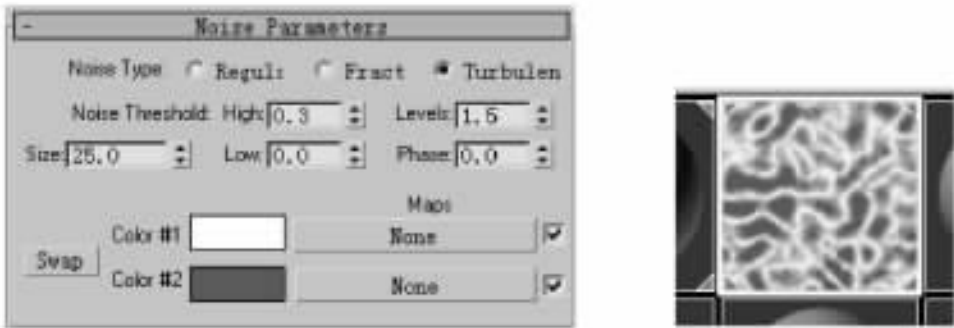 - Noise Parameters
Noise Type Regul: Fract Turbulen
Noise Threshold: High: 0.3 Levels: 1.5
Size: 25.0 Low: 0.0 Phase: 0.0
Maps
Color #1 None
Swap
Color #2 None